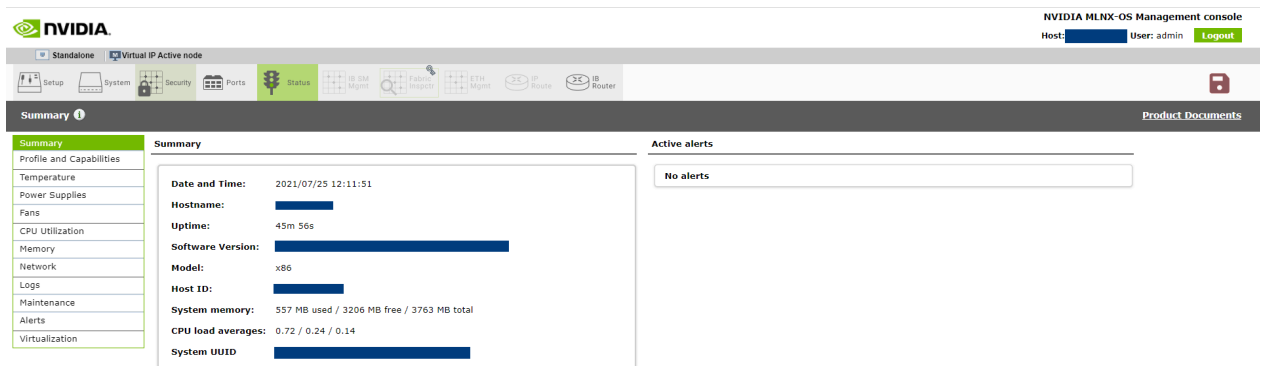 NVIDIA.
NVIDIA MLNX-OS Management console
Host: User: admin Logout
Standalone Virtual IP Active node
Setup System Security Ports Status IB SM Mgmt Fabric Inspctr ETH Mgmt IP Route IB Router
Summary Product Documents
Summary
Profile and Capabilities
Temperature
Power Supplies
Fans
CPU Utilization
Memory
Network
Logs
Maintenance
Alerts
Virtualization
Summary
Date and Time: 2021/07/25 12:11:51
Hostname:
Uptime: 45m 56s
Software Version:
Model: x86
Host ID:
System memory: 557 MB used / 3206 MB free / 3763 MB total
CPU load averages: 0.72 / 0.24 / 0.14
System UUID
Active alerts
No alerts